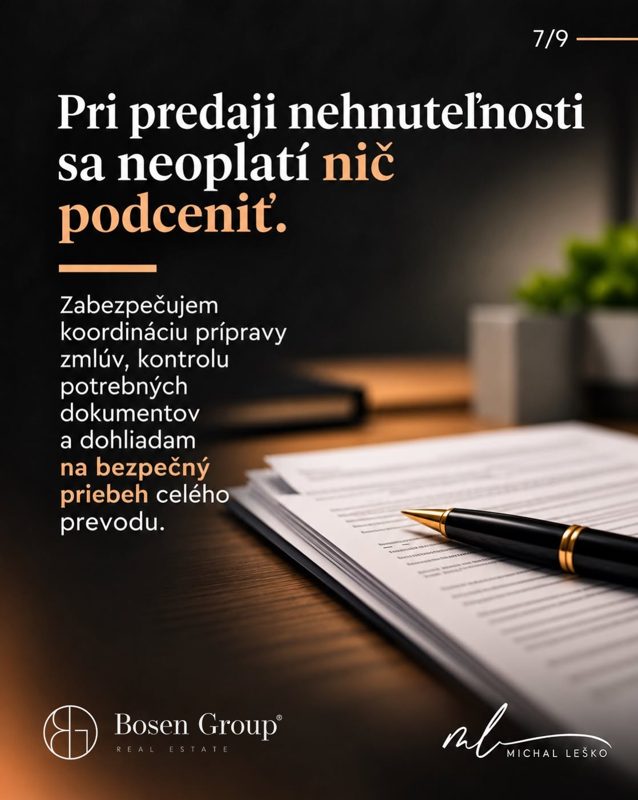 7/9
Pri predaji nehnuteľnosti
sa neoplatí nič
podceniť.
Zabezpečujem
koordináciu prípravy
zmlúv, kontrolu
potrebných
dokumentov
a dohliadam
na bezpečný
priebeh celého
prevodu.
Bosen Group®
REAL ESTATE
ml
MICHAL LEŠKO